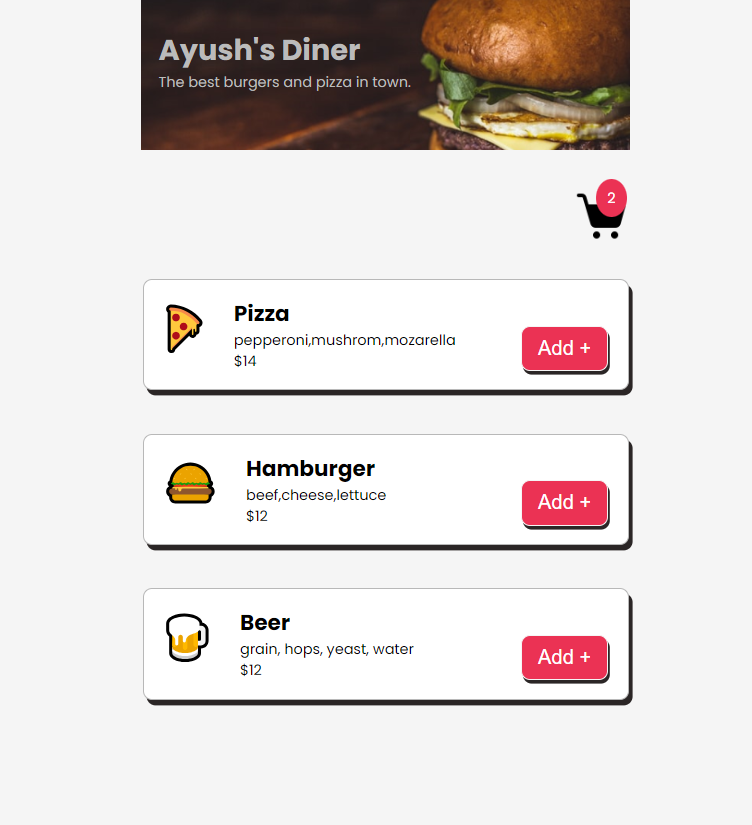 Ayush's Diner
The best burgers and pizza in town.
2
Pizza
pepperoni,mushrom,mozarella
$14
Add +
Hamburger
beef,cheese,lettuce
$12
Add +
Beer
grain, hops, yeast, water
$12
Add +